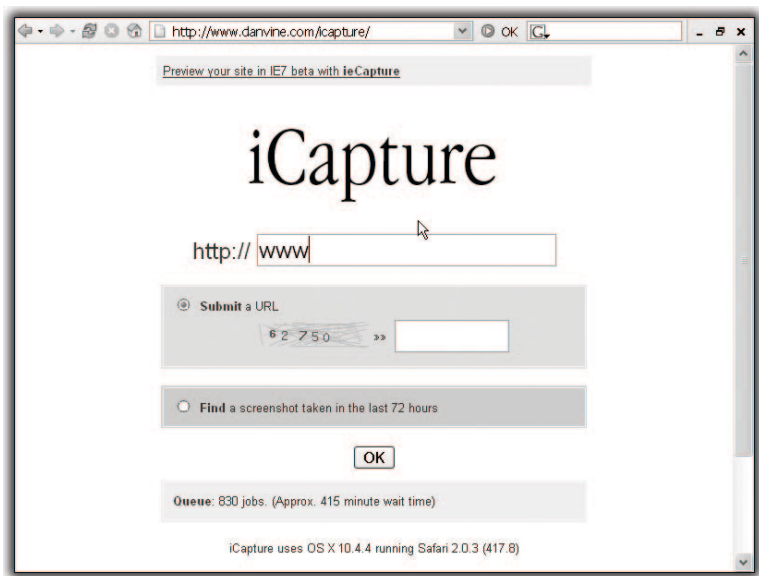 http://www.danvine.com/icapture/ OK G
Preview your site in IE7 beta with ieCapture
iCapture
http:// www
Submit a URL
62750 »
Find a screenshot taken in the last 72 hours
OK
Queue: 830 jobs. (Approx. 415 minute wait time)
iCapture uses OS X 10.4.4 running Safari 2.0.3 (417.8)